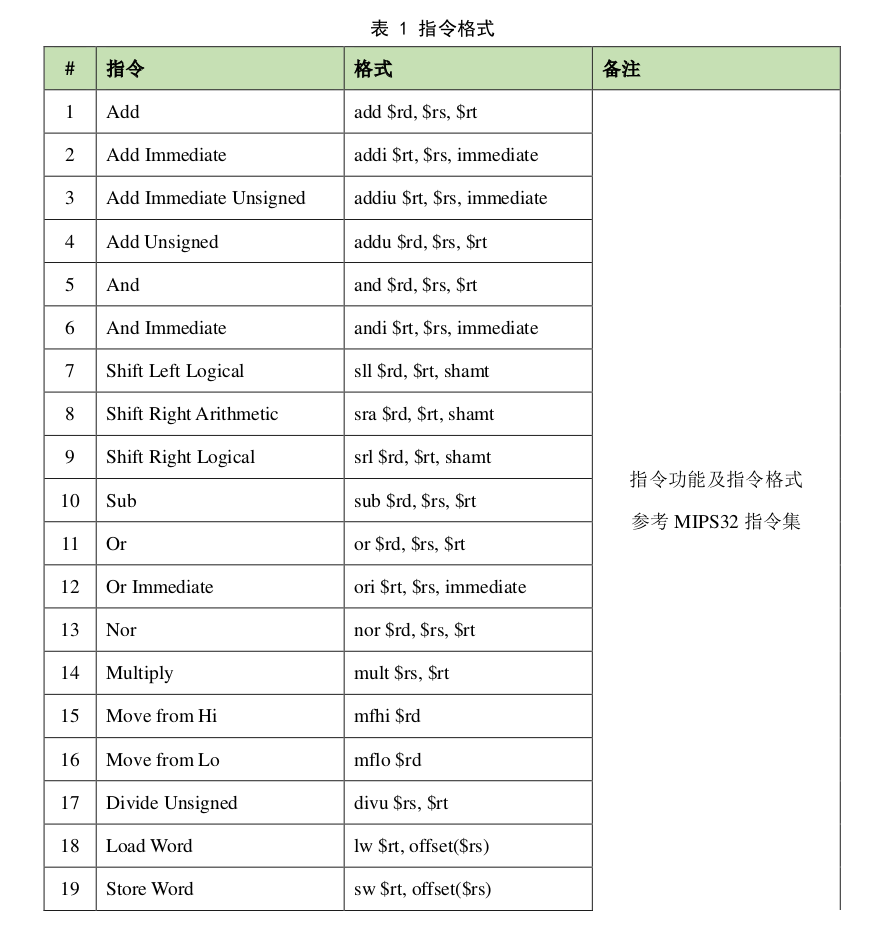 表 1 指令格式
# 指令 格式 备注
1 Add add $rd, $rs, $rt
2 Add Immediate addi $rt, $rs, immediate
3 Add Immediate Unsigned addiu $rt, $rs, immediate
4 Add Unsigned addu $rd, $rs, $rt
5 And and $rd, $rs, $rt
6 And Immediate andi $rt, $rs, immediate
7 Shift Left Logical sll $rd, $rt, shamt
8 Shift Right Arithmetic sra $rd, $rt, shamt
9 Shift Right Logical srl $rd, $rt, shamt
10 Sub sub $rd, $rs, $rt
11 Or or $rd, $rs, $rt
12 Or Immediate ori $rt, $rs, immediate
13 Nor nor $rd, $rs, $rt
14 Multiply mult $rs, $rt
15 Move from Hi mfhi $rd
16 Move from Lo mflo $rd
17 Divide Unsigned divu $rs, $rt
18 Load Word lw $rt, offset($rs)
19 Store Word sw $rt, offset($rs)
指令功能及指令格式
参考 MIPS32 指令集